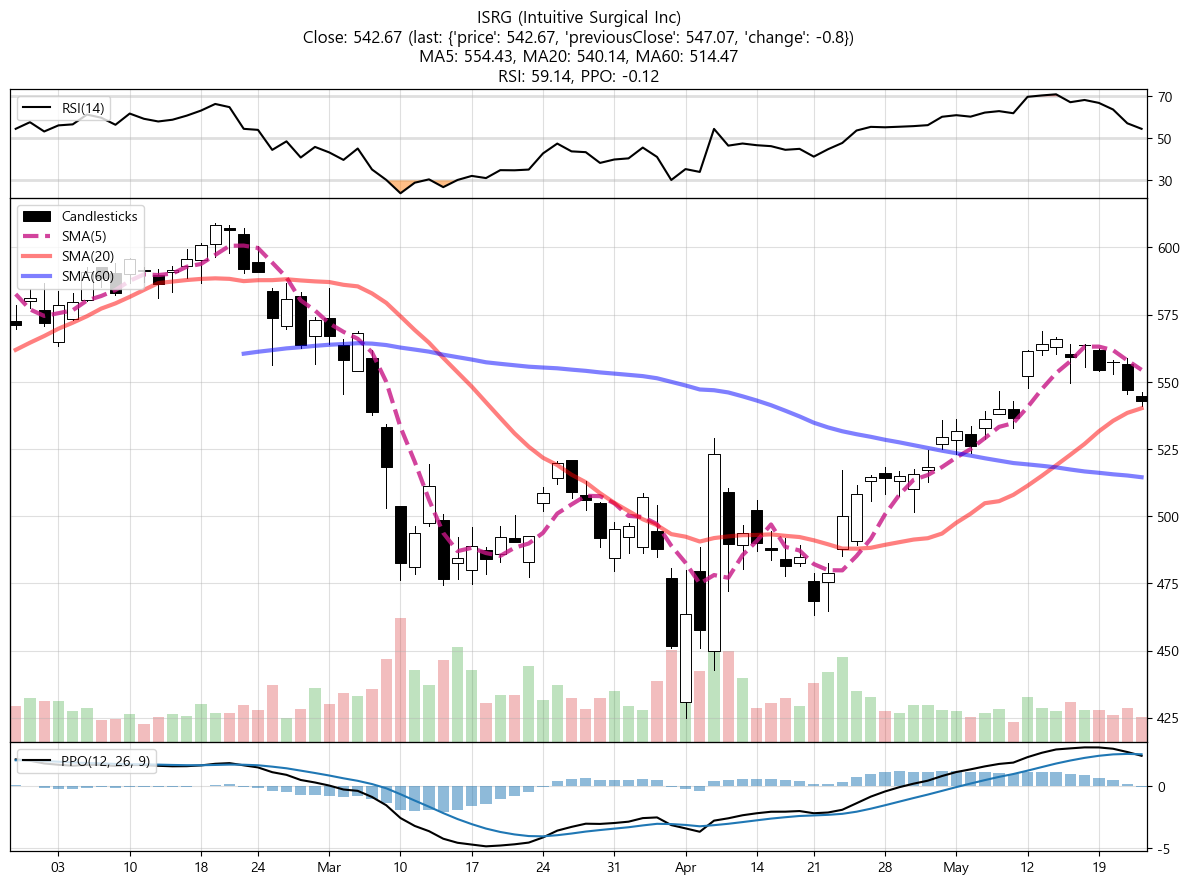 ISRG (Intuitive Surgical Inc)
Close: 542.67 (last: {'price': 542.67, 'previousClose': 547.07, 'change': -0.8})
MA5: 554.43, MA20: 540.14, MA60: 514.47
RSI: 59.14, PPO: -0.12
RSI(14)
70
50
30
Candlesticks
SMA(5)
SMA(20)
SMA(60)
600
575
550
525
500
475
450
425
PPO(12, 26, 9)
0
-5
03 10 18 24 Mar 10 17 24 31 Apr 14 21 28 May 12 19